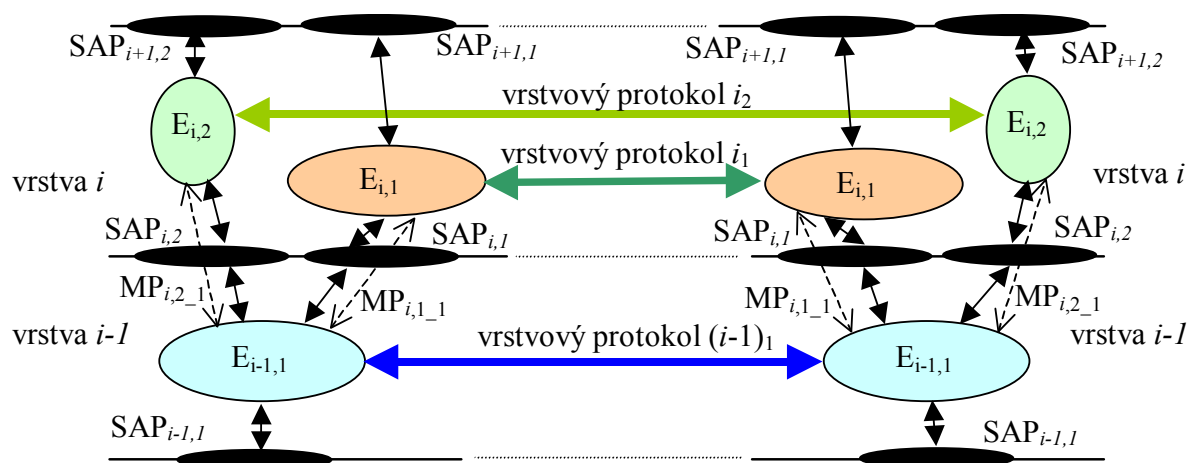 SAPi+1,2 SAPi+1,1 SAPi+1,1 SAPi+1,2
vrstvový protokol i2
Ei,2 Ei,2
vrstvový protokol i1
Ei,1 Ei,1
vrstva i vrstva i
SAPi,2 SAPi,1 SAPi,1 SAPi,2
MPi,2_1 MPi,1_1 MPi,1_1 MPi,2_1
vrstva i-1 vrstvový protokol (i-1)1 vrstva i-1
Ei-1,1 Ei-1,1
SAPi-1,1 SAPi-1,1